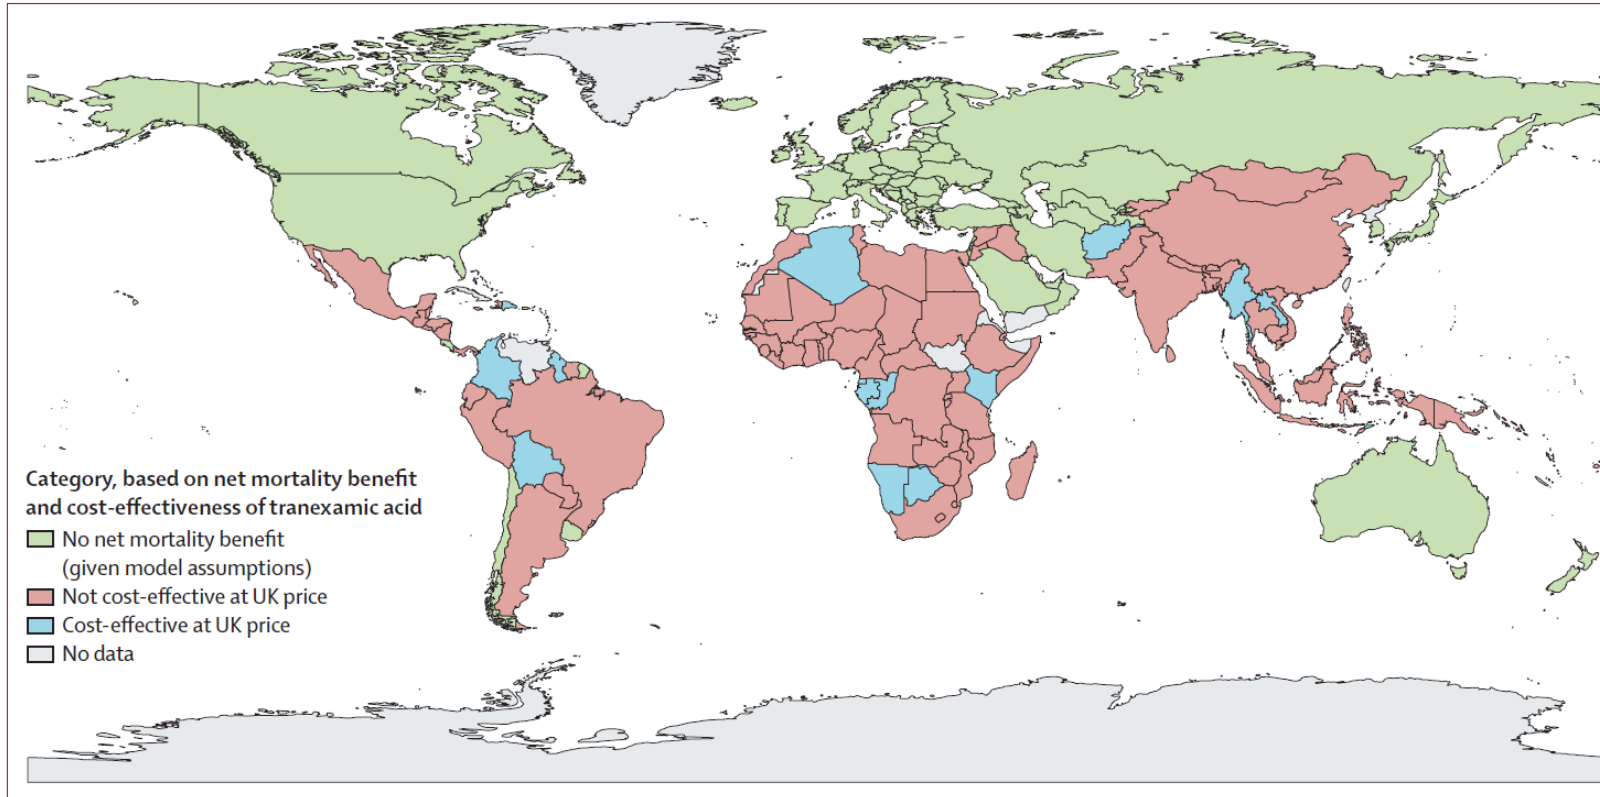 Category, based on net mortality benefit
and cost-effectiveness of tranexamic acid
No net mortality benefit
(given model assumptions)
Not cost-effective at UK price
Cost-effective at UK price
No data